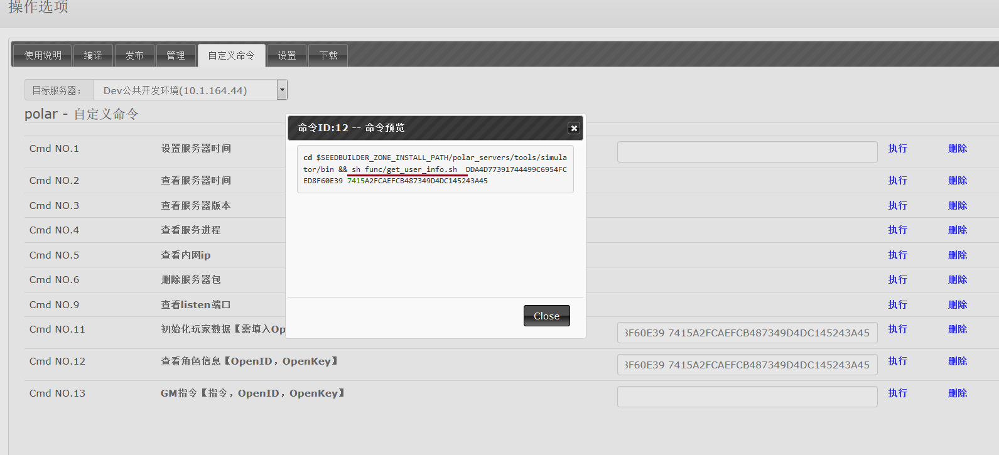 操作选项
使用说明 编译 发布 管理 自定义命令 设置 下载
目标服务器： Dev公共开发环境(10.1.164.44)
polar - 自定义命令
命令ID:12 -- 命令预览
cd $SEEDBUILDER_ZONE_INSTALL_PATH/polar_servers/tools/simula
tor/bin && sh func/get_user_info.sh DDA4D77391744499C6954FC
ED8F60E39 7415A2FCAEFCB487349D4DC145243A45
Close
Cmd NO.1 设置服务器时间 执行 删除
Cmd NO.2 查看服务器时间 执行 删除
Cmd NO.3 查看服务器版本 执行 删除
Cmd NO.4 查看服务进程 执行 删除
Cmd NO.5 查看内网ip 执行 删除
Cmd NO.6 删除服务器包 执行 删除
Cmd NO.9 查看listen端口 执行 删除
Cmd NO.11 初始化玩家数据【需填入Op 3F60E39 7415A2FCAEFCB487349D4DC145243A45 执行 删除
Cmd NO.12 查看角色信息【OpenID，OpenKey】 3F60E39 7415A2FCAEFCB487349D4DC145243A45 执行 删除
Cmd NO.13 GM指令【指令，OpenID，OpenKey】 执行 删除